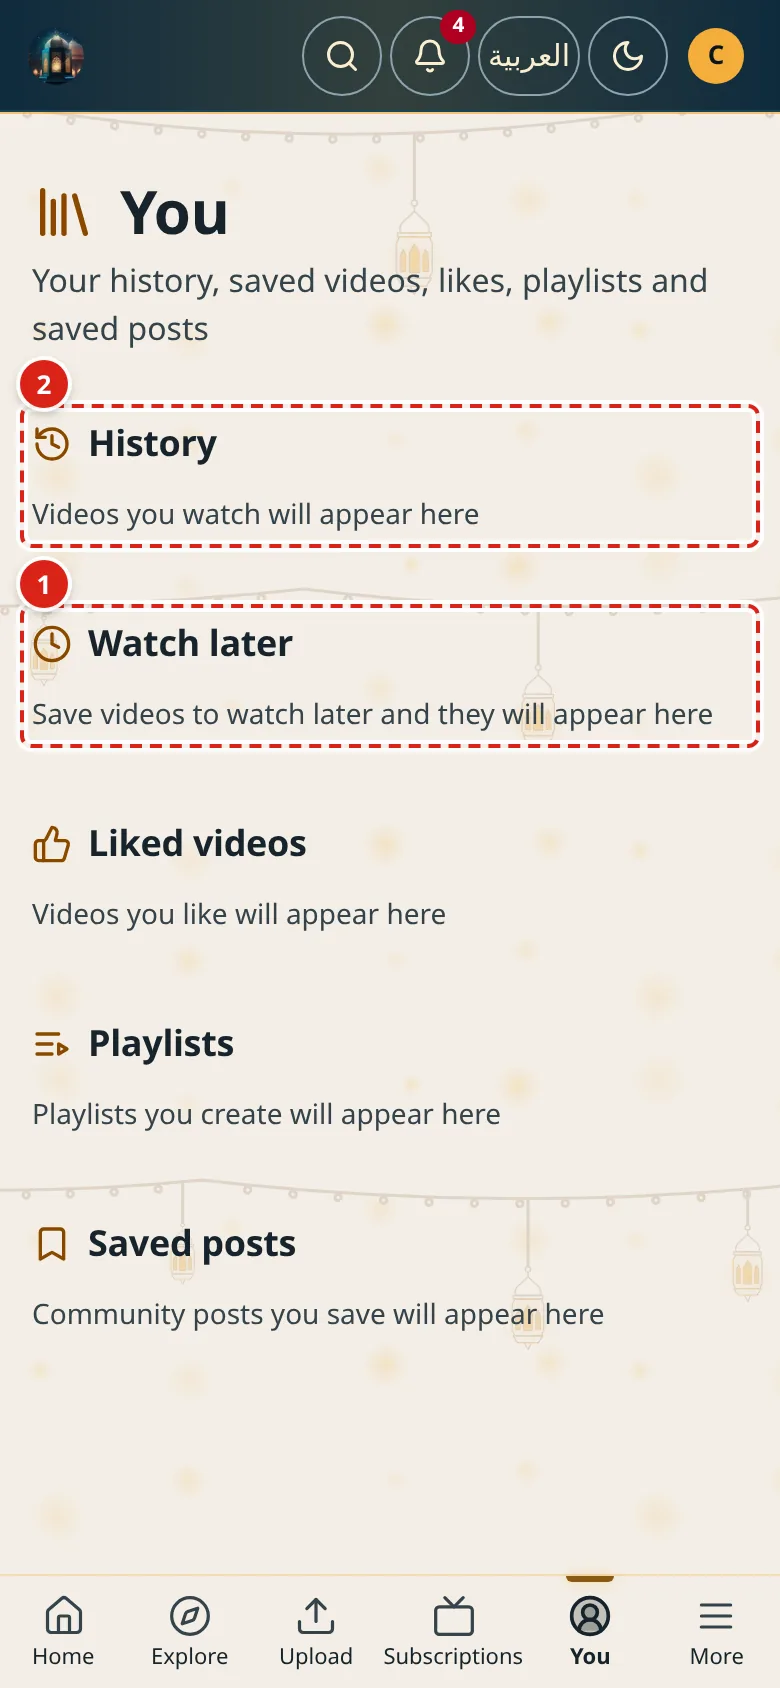 4
العربية
C
You
Your history, saved videos, likes, playlists and
saved posts
2
History
Videos you watch will appear here
1
Watch later
Save videos to watch later and they will appear here
Liked videos
Videos you like will appear here
Playlists
Playlists you create will appear here
Saved posts
Community posts you save will appear here
Home
Explore
Upload
Subscriptions
You
More